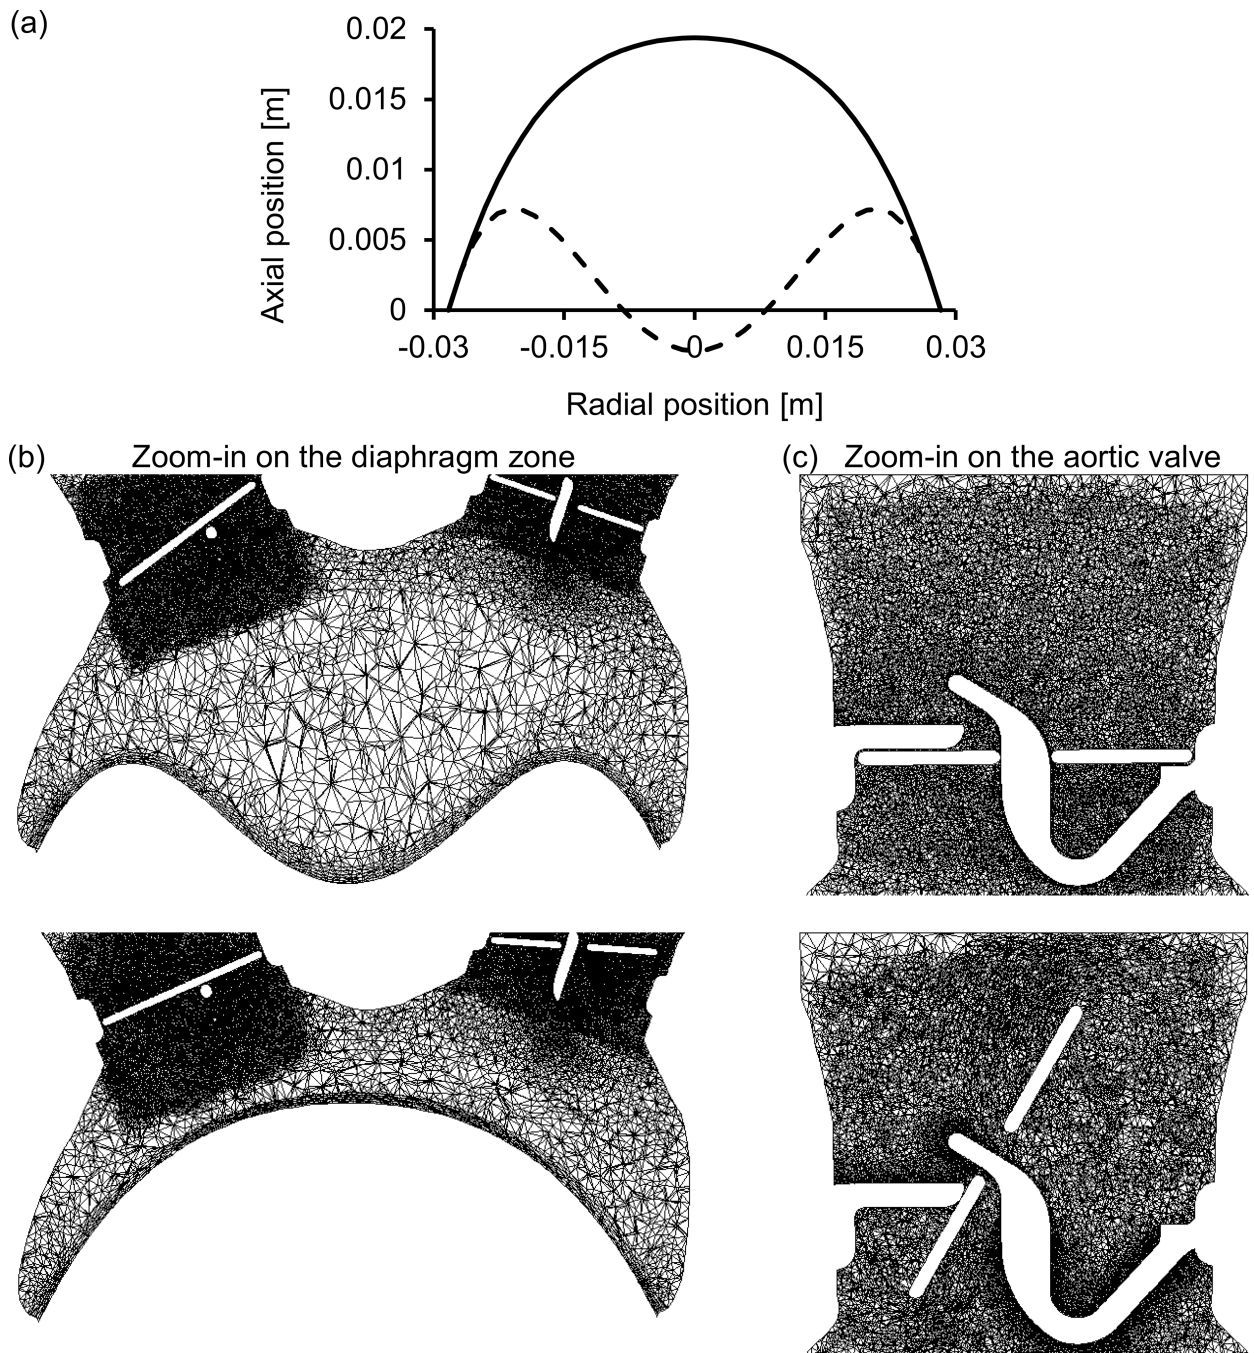 (a)
0.02
0.015
0.01
0.005
0
Axial position [m]
-0.03 -0.015 0 0.015 0.03
Radial position [m]
(b) Zoom-in on the diaphragm zone
(c) Zoom-in on the aortic valve